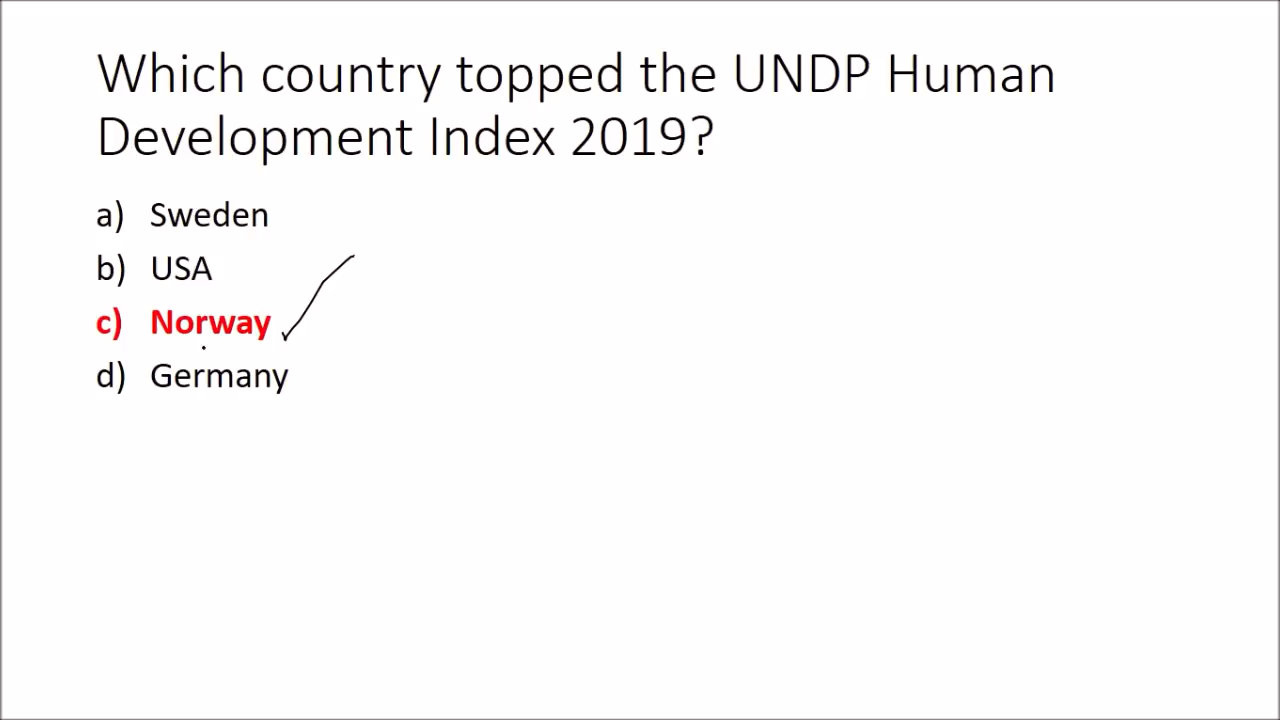 Which country topped the UNDP Human
Development Index 2019?
a) Sweden
b) USA
c) Norway
d) Germany